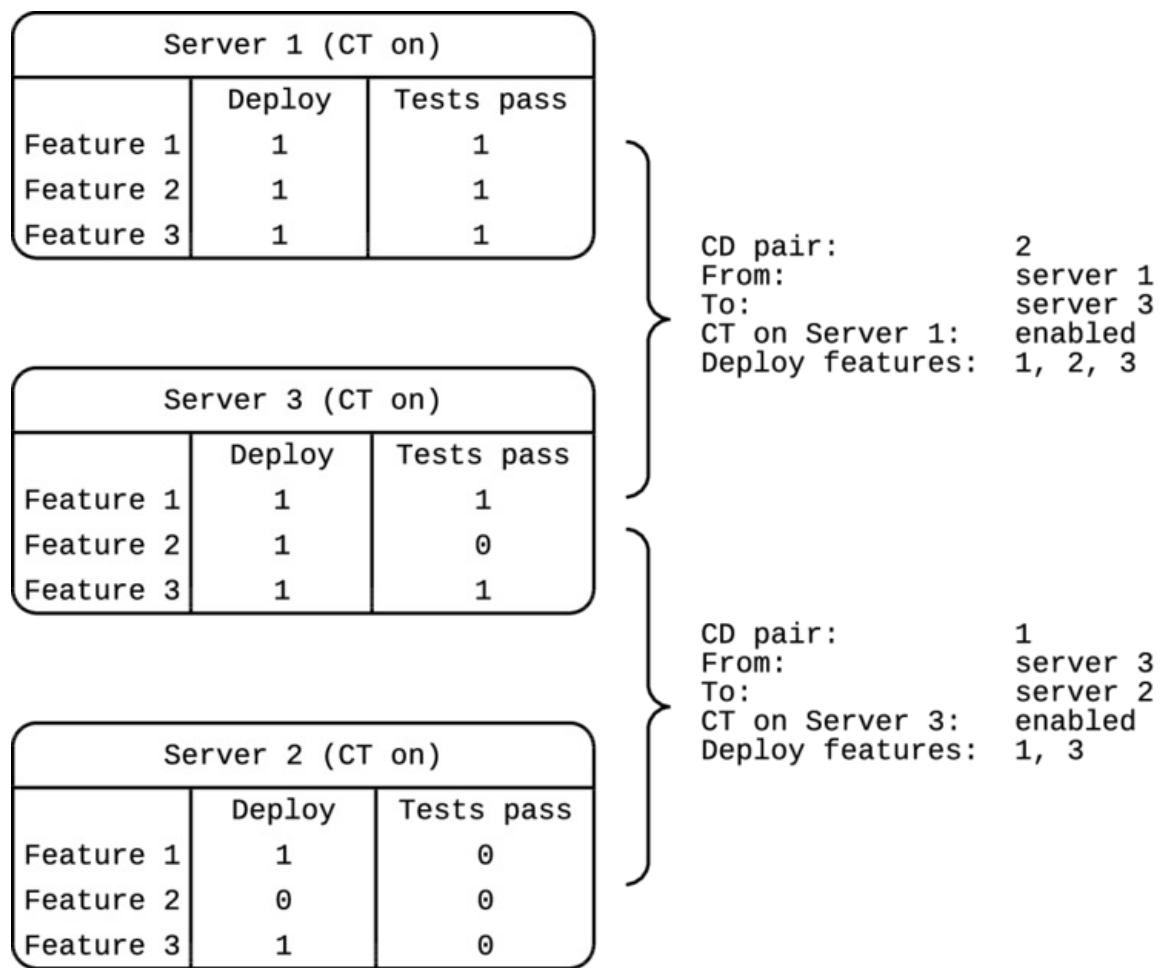 Server 1 (CT on)
Deploy Tests pass
Feature 1 1 1
Feature 2 1 1
Feature 3 1 1
CD pair: 2
From: server 1
To: server 3
CT on Server 1: enabled
Deploy features: 1, 2, 3
Server 3 (CT on)
Deploy Tests pass
Feature 1 1 1
Feature 2 1 0
Feature 3 1 1
CD pair: 1
From: server 3
To: server 2
CT on Server 3: enabled
Deploy features: 1, 3
Server 2 (CT on)
Deploy Tests pass
Feature 1 1 0
Feature 2 0 0
Feature 3 1 0